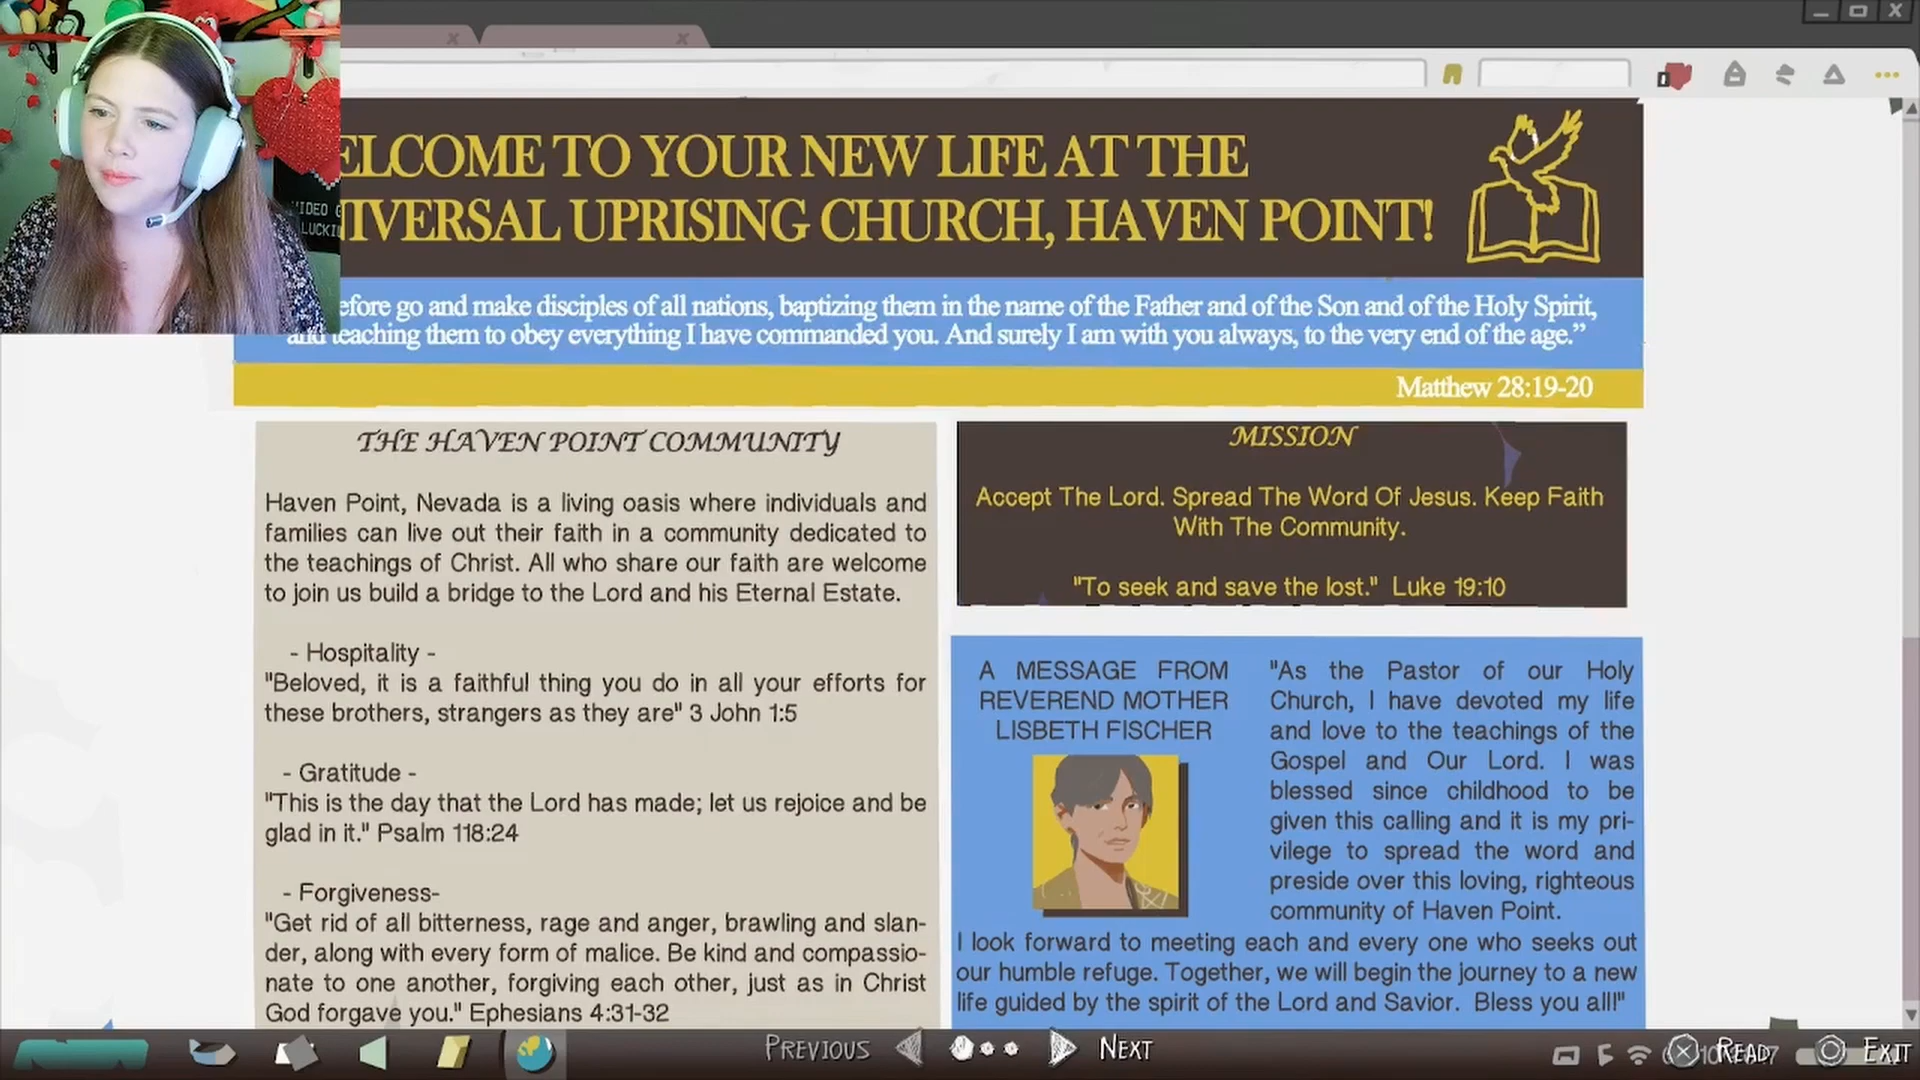 ELCOME TO YOUR NEW LIFE AT THE
IVERSAL UPRISING CHURCH, HAVEN POINT!
efore go and make disciples of all nations, baptizing them in the name of the Father and of the Son and of the Holy Spirit,
and teaching them to obey everything I have commanded you. And surely I am with you always, to the very end of the age.”
Matthew 28:19-20
THE HAVEN POINT COMMUNITY
Haven Point, Nevada is a living oasis where individuals and
families can live out their faith in a community dedicated to
the teachings of Christ. All who share our faith are welcome
to join us build a bridge to the Lord and his Eternal Estate.
- Hospitality -
"Beloved, it is a faithful thing you do in all your efforts for
these brothers, strangers as they are" 3 John 1:5
- Gratitude -
"This is the day that the Lord has made; let us rejoice and be
glad in it." Psalm 118:24
- Forgiveness-
"Get rid of all bitterness, rage and anger, brawling and slan-
der, along with every form of malice. Be kind and compassio-
nate to one another, forgiving each other, just as in Christ
God forgave you." Ephesians 4:31-32
MISSION
Accept The Lord. Spread The Word Of Jesus. Keep Faith
With The Community.
"To seek and save the lost." Luke 19:10
A MESSAGE FROM
REVEREND MOTHER
LISBETH FISCHER
"As the Pastor of our Holy
Church, I have devoted my life
and love to the teachings of the
Gospel and Our Lord. I was
blessed since childhood to be
given this calling and it is my pri-
vilege to spread the word and
preside over this loving, righteous
community of Haven Point.
I look forward to meeting each and every one who seeks out
our humble refuge. Together, we will begin the journey to a new
life guided by the spirit of the Lord and Savior. Bless you all!"
PREVIOUS
NEXT
READ
EXIT